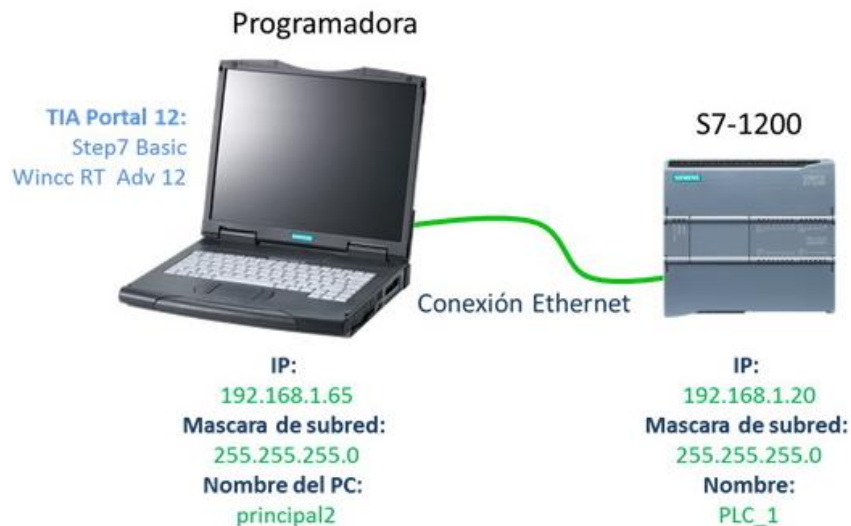 Programadora
TIA Portal 12:
Step7 Basic
Wincc RT Adv 12
SIEMENS
S7-1200
SIEMENS
Conexión Ethernet
IP:
192.168.1.65
Mascara de subred:
255.255.255.0
Nombre del PC:
principal2
IP:
192.168.1.20
Mascara de subred:
255.255.255.0
Nombre:
PLC_1